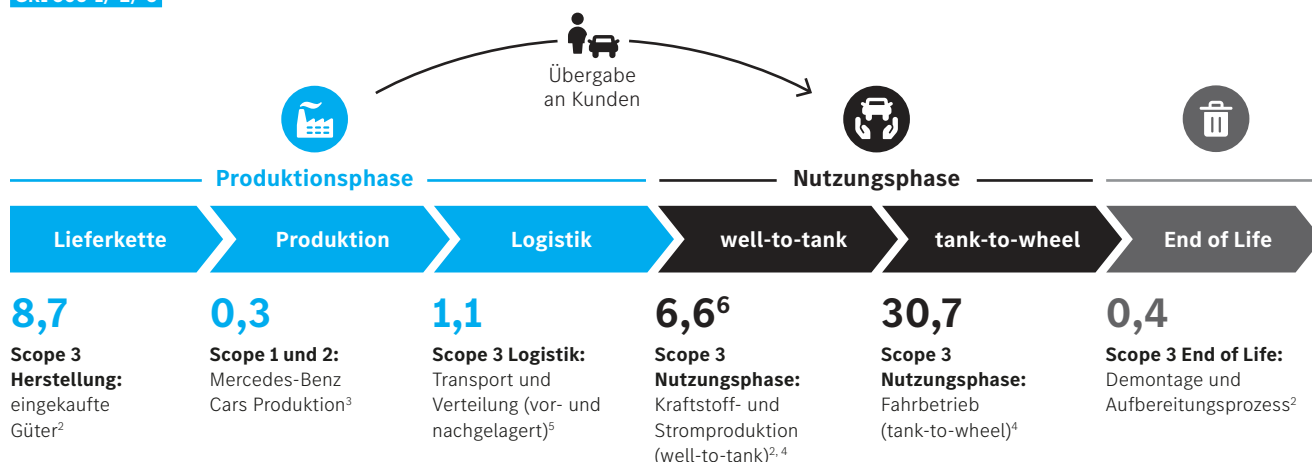 Übergabe
an Kunden
Produktionsphase
Nutzungsphase
Lieferkette
Produktion
Logistik
well-to-tank
tank-to-wheel
End of Life
8,7
Scope 3
Herstellung:
eingekaufte
Güter²
0,3
Scope 1 und 2:
Mercedes-Benz
Cars Produktion³
1,1
Scope 3 Logistik:
Transport und
Verteilung (vor- und
nachgelagert)⁵
6,6⁶
Scope 3
Nutzungsphase:
Kraftstoff- und
Stromproduktion
(well-to-tank)²˒ ⁴
30,7
Scope 3
Nutzungsphase:
Fahrbetrieb
(tank-to-wheel)⁴
0,4
Scope 3 End of Life:
Demontage und
Aufbereitungsprozess²